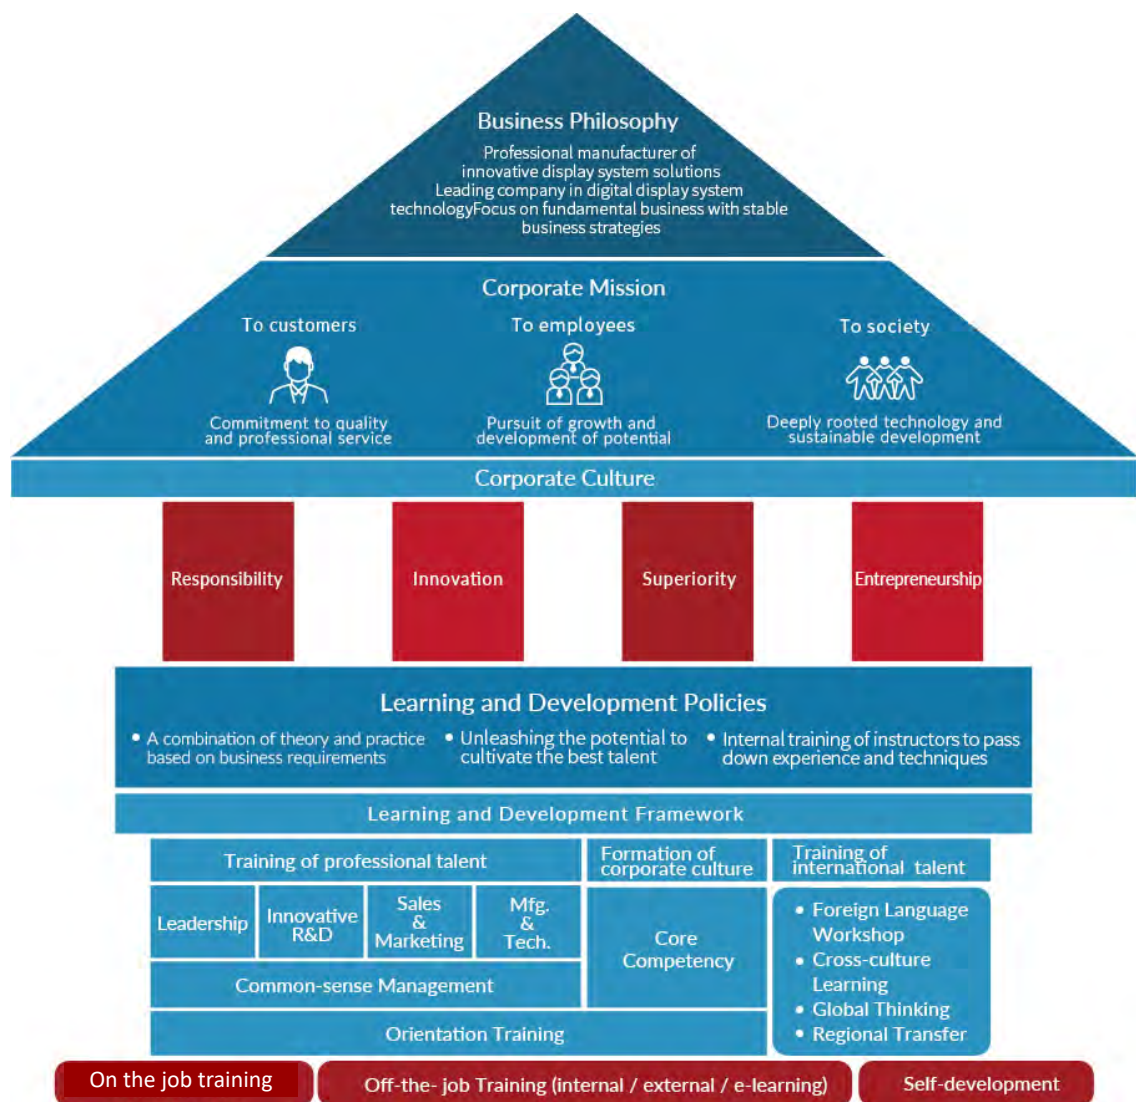 Business Philosophy
Professional manufacturer of
innovative display system solutions
Leading company in digital display system
technologyFocus on fundamental business with stable
business strategies
Corporate Mission
To customers
Commitment to quality
and professional service
To employees
Pursuit of growth and
development of potential
To society
Deeply rooted technology and
sustainable development
Corporate Culture
Responsibility
Innovation
Superiority
Entrepreneurship
Learning and Development Policies
• A combination of theory and practice
based on business requirements
• Unleashing the potential to
cultivate the best talent
• Internal training of instructors to pass
down experience and techniques
Learning and Development Framework
Training of professional talent
Formation of
corporate culture
Training of
international talent
Leadership
Innovative
R&D
Sales
&
Marketing
Mfg.
&
Tech.
Core
Competency
• Foreign Language
Workshop
• Cross-culture
Learning
• Global Thinking
• Regional Transfer
Common-sense Management
Orientation Training
On the job training
Off-the- job Training (internal / external / e-learning)
Self-development